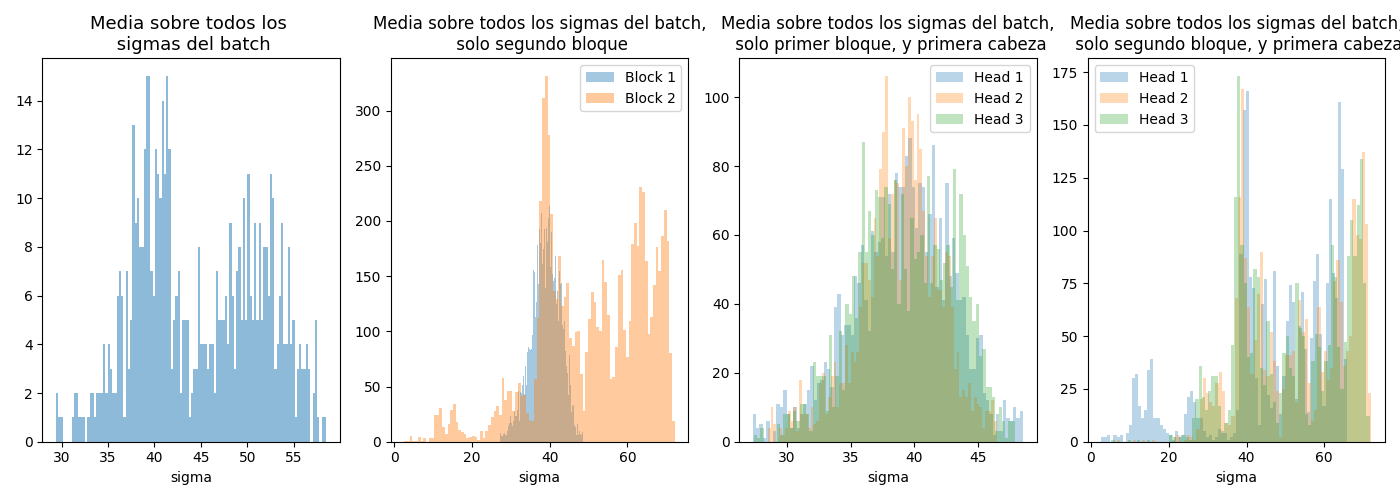 Media sobre todos los
sigmas del batch
14
12
10
8
6
4
2
0
30 35 40 45 50 55
sigma
Media sobre todos los sigmas del batch,
solo segundo bloque
Block 1
Block 2
300
250
200
150
100
50
0
0 20 40 60
sigma
Media sobre todos los sigmas del batch,
solo primer bloque, y primera cabeza
Head 1
Head 2
Head 3
100
80
60
40
20
0
30 35 40 45
sigma
Media sobre todos los sigmas del batch,
solo segundo bloque, y primera cabeza
Head 1
Head 2
Head 3
175
150
125
100
75
50
25
0
0 20 40 60
sigma